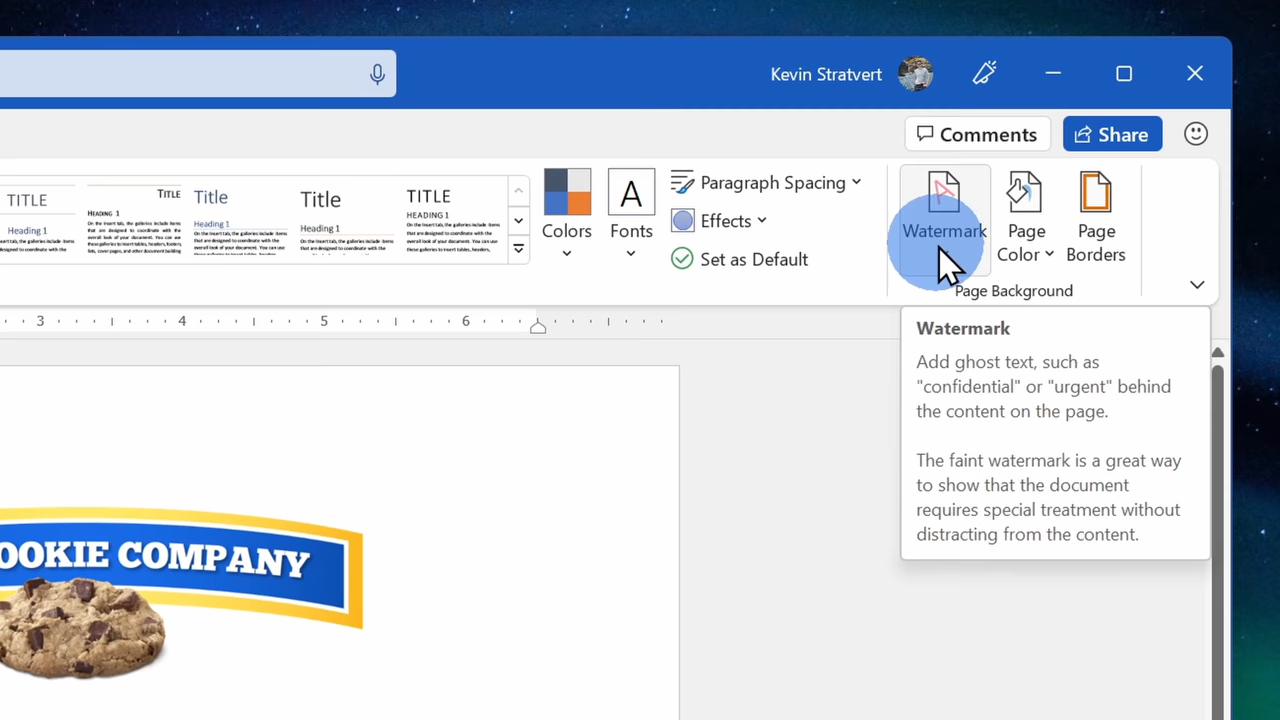 Kevin Stratvert
Comments
Share
TITLE
Heading 1
TITLE
HEADING 1
Title
Heading 1
Title
Heading 1
TITLE
HEADING 1
Colors
Fonts
Paragraph Spacing
Effects
Set as Default
Watermark
Page
Color
Page
Borders
Page Background
3 4 5 6
Watermark
Add ghost text, such as
"confidential" or "urgent" behind
the content on the page.
The faint watermark is a great way
to show that the document
requires special treatment without
distracting from the content.
OOKIE COMPANY